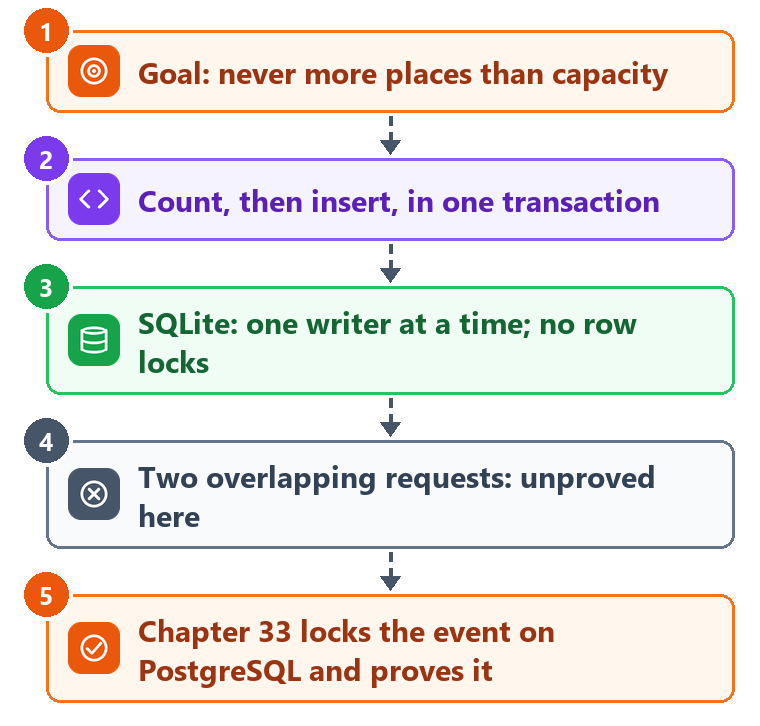 1
Goal: never more places than capacity
2
Count, then insert, in one transaction
3
SQLite: one writer at a time; no row
locks
4
Two overlapping requests: unproved
here
5
Chapter 33 locks the event on
PostgreSQL and proves it